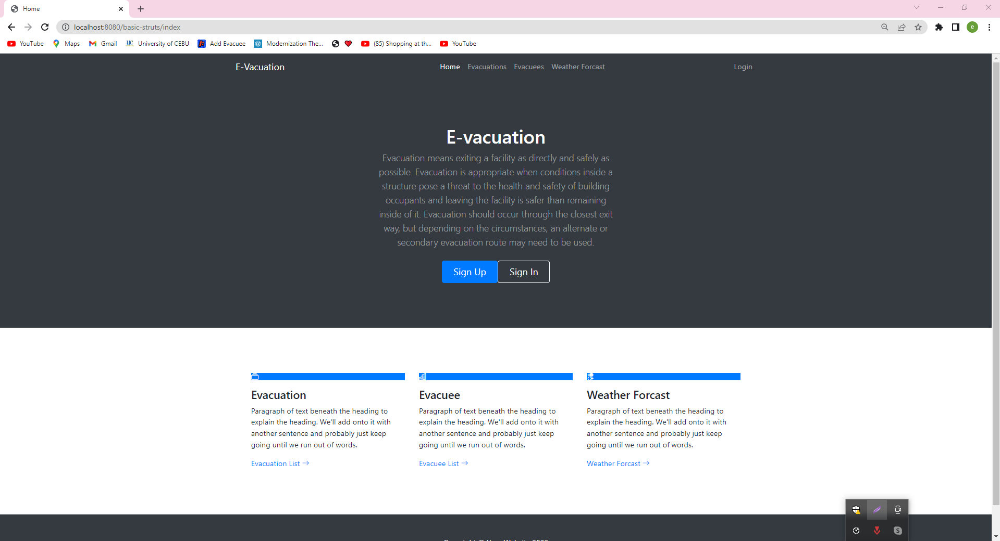 Home
localhost:8080/basic-struts/index
e
YouTube
Maps
Gmail
University of CEBU
Add Evacuee
Modernization The...
(85) Shopping at th...
YouTube
E-Vacuation
Home
Evacuations
Evacuees
Weather Forcast
Login
E-vacuation
Evacuation means exiting a facility as directly and safely as
possible. Evacuation is appropriate when conditions inside a
structure pose a threat to the health and safety of building
occupants and leaving the facility is safer than remaining
inside of it. Evacuation should occur through the closest exit
way, but depending on the circumstances, an alternate or
secondary evacuation route may need to be used.
Sign Up
Sign In
Evacuation
Paragraph of text beneath the heading to
explain the heading. We'll add onto it with
another sentence and probably just keep
going until we run out of words.
Evacuation List
Evacuee
Paragraph of text beneath the heading to
explain the heading. We'll add onto it with
another sentence and probably just keep
going until we run out of words.
Evacuee List
Weather Forcast
Paragraph of text beneath the heading to
explain the heading. We'll add onto it with
another sentence and probably just keep
going until we run out of words.
Weather Forcast